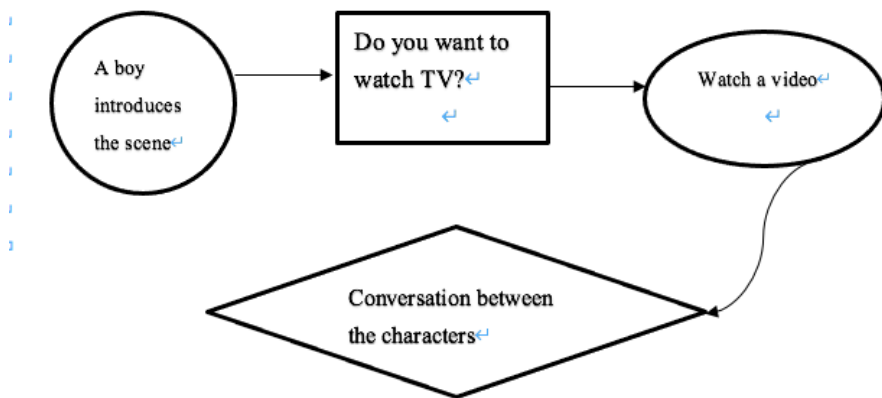 A boy
introduces
the scene
Do you want to
watch TV?
Watch a video
Conversation between
the characters